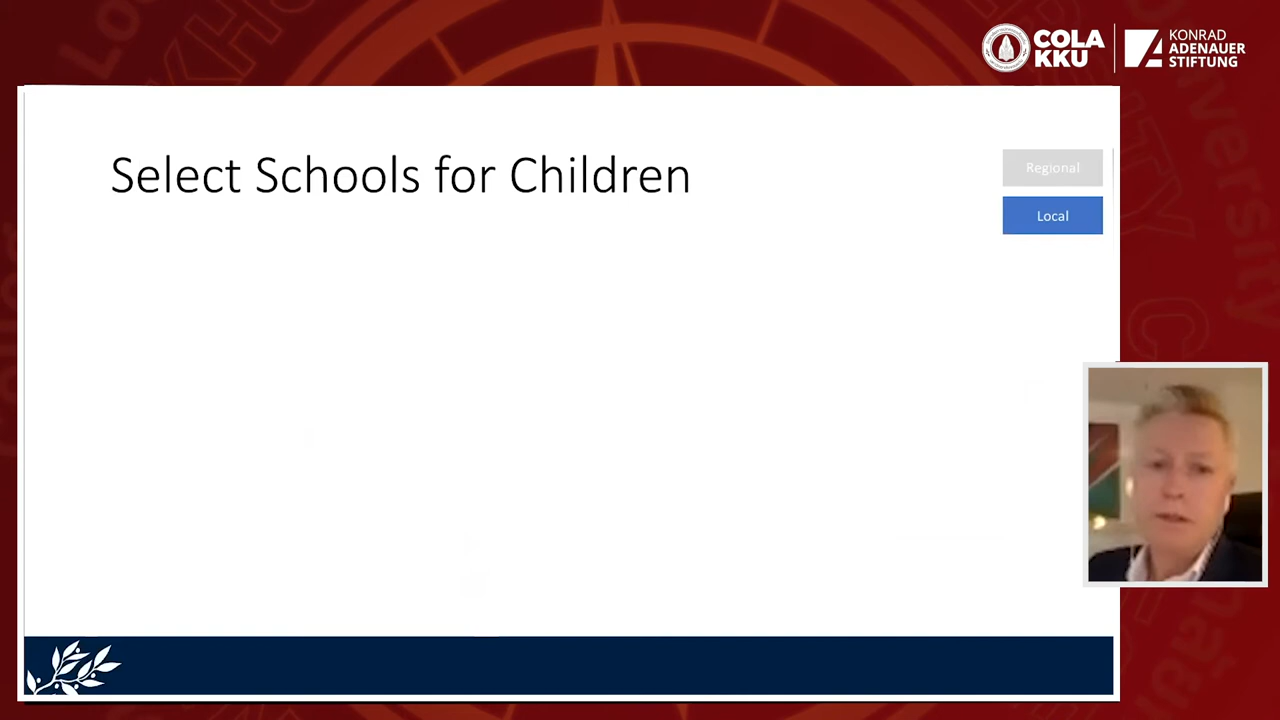 COLA
KKU
KONRAD
ADENAUER
STIFTUNG
Select Schools for Children
Regional
Local